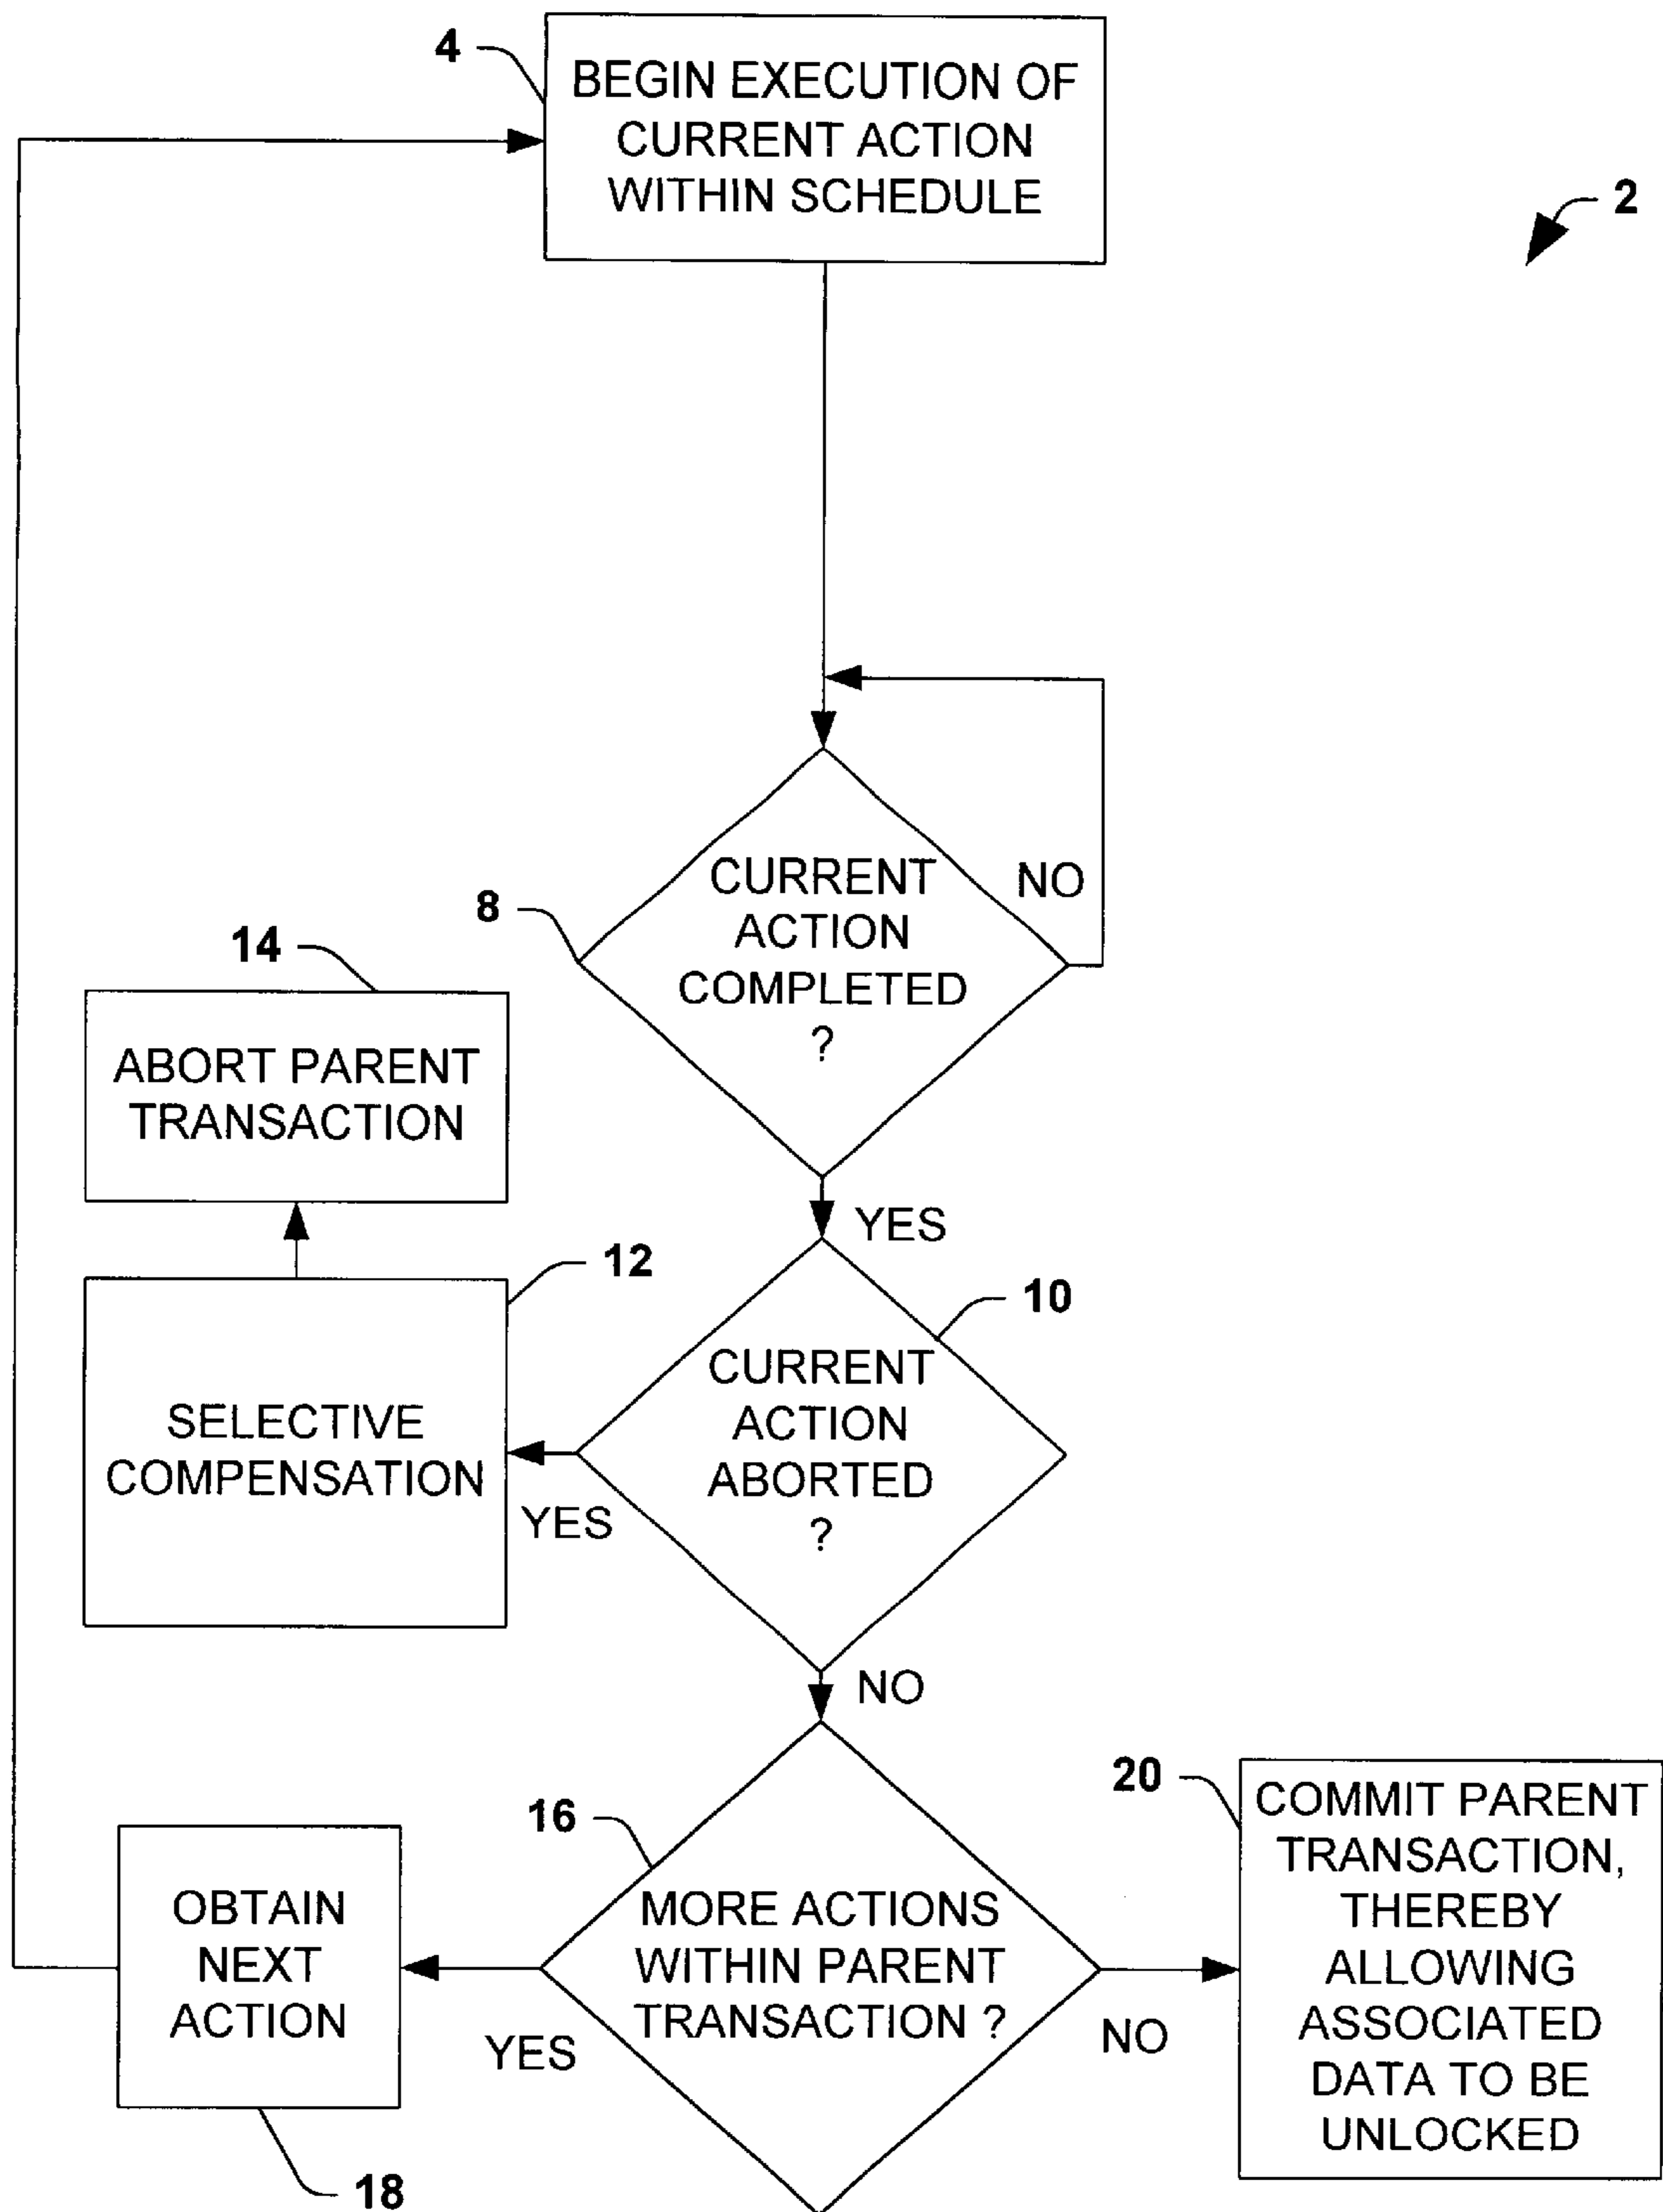 4
BEGIN EXECUTION OF
CURRENT ACTION
WITHIN SCHEDULE
2
8
CURRENT
ACTION
COMPLETED
?
NO
14
ABORT PARENT
TRANSACTION
YES
12
SELECTIVE
COMPENSATION
10
CURRENT
ACTION
ABORTED
?
YES
NO
16
MORE ACTIONS
WITHIN PARENT
TRANSACTION ?
YES
NO
OBTAIN
NEXT
ACTION
18
20
COMMIT PARENT
TRANSACTION,
THEREBY
ALLOWING
ASSOCIATED
DATA TO BE
UNLOCKED